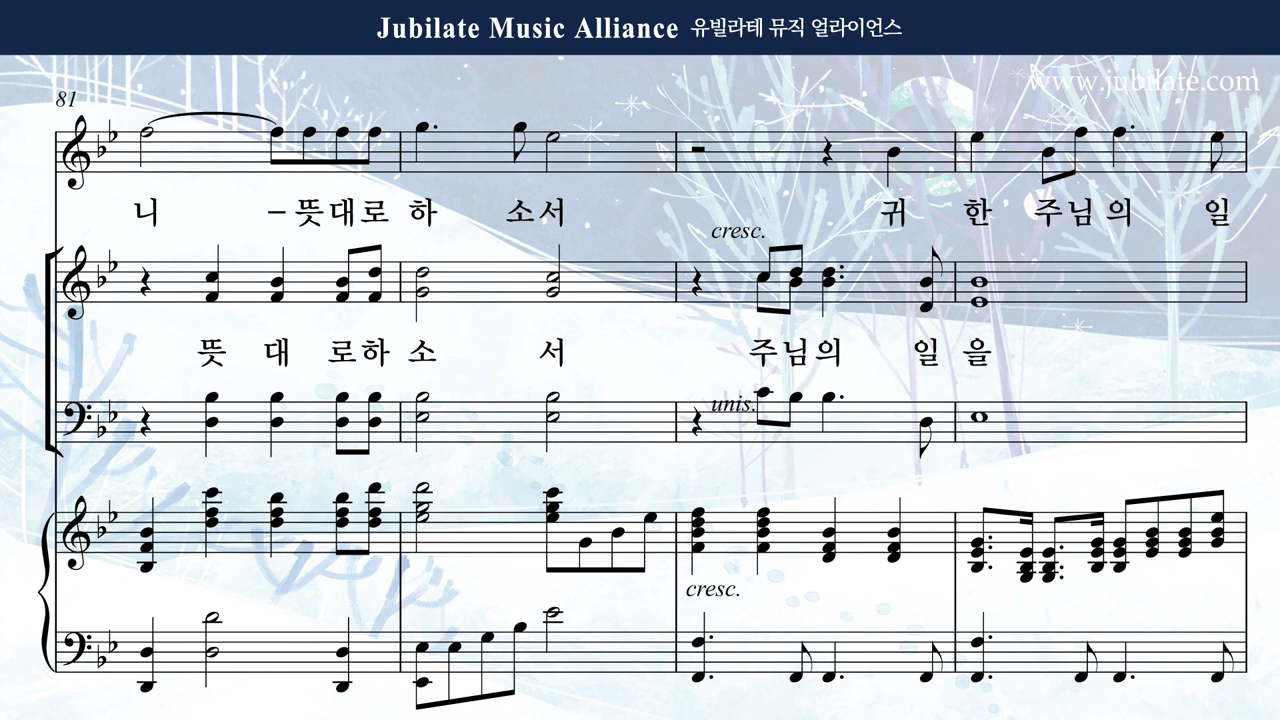 Jubilate Music Alliance 유빌라테 뮤직 얼라이언스
www.jubilate.com
81
니 –뜻대로 하 소서 귀 한 주님의 일
cresc.
뜻 대 로하 소 서 주님의 일 을
unis.
cresc.